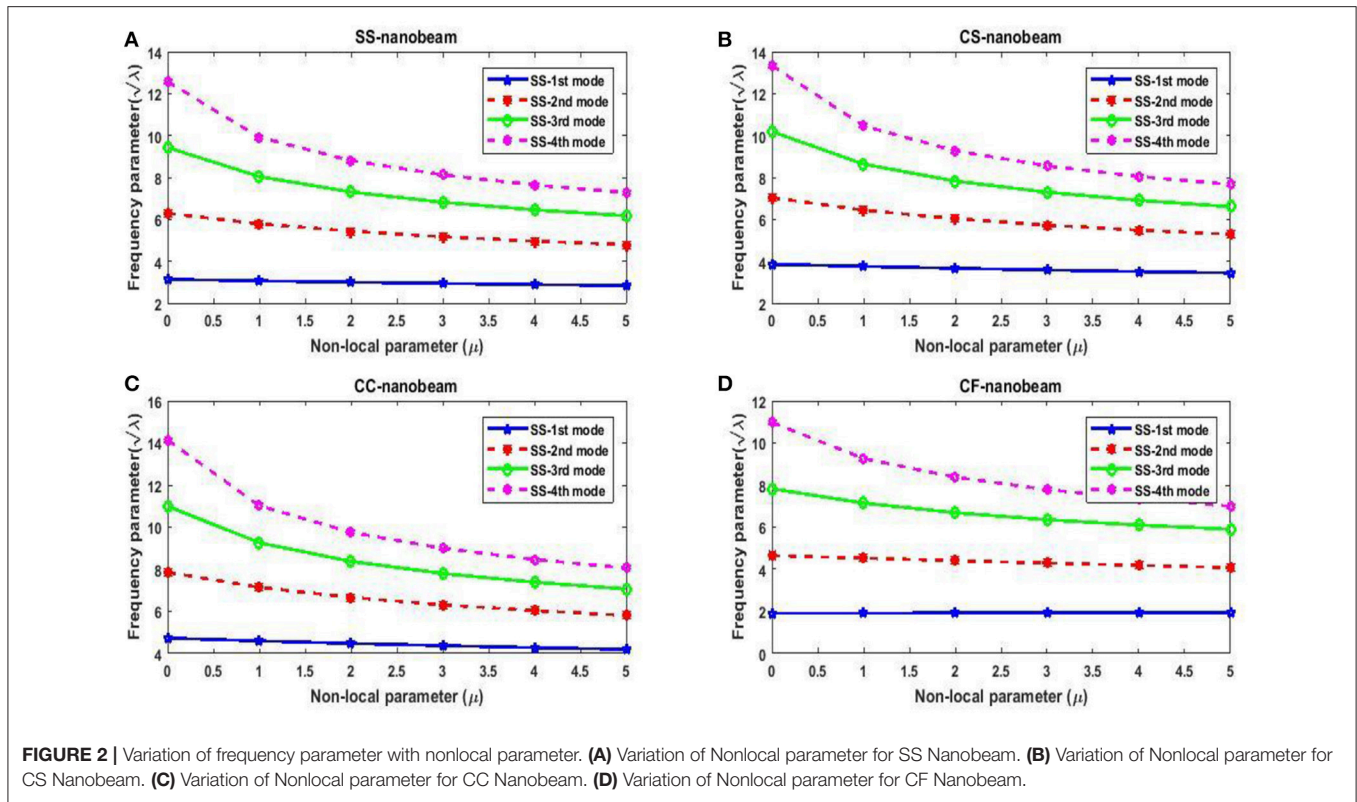 A
SS-nanobeam
Frequency parameter(√λ)
14
12
10
8
6
4
2
0 0.5 1 1.5 2 2.5 3 3.5 4 4.5 5
Non-local parameter (μ)
SS-1st mode
SS-2nd mode
SS-3rd mode
SS-4th mode
B
CS-nanobeam
Frequency parameter(√λ)
14
12
10
8
6
4
2
0 0.5 1 1.5 2 2.5 3 3.5 4 4.5 5
Non-local parameter (μ)
SS-1st mode
SS-2nd mode
SS-3rd mode
SS-4th mode
C
CC-nanobeam
Frequency parameter(√λ)
16
14
12
10
8
6
4
0 0.5 1 1.5 2 2.5 3 3.5 4 4.5 5
Non-local parameter (μ)
SS-1st mode
SS-2nd mode
SS-3rd mode
SS-4th mode
D
CF-nanobeam
Frequency parameter(√λ)
12
10
8
6
4
2
0
0 0.5 1 1.5 2 2.5 3 3.5 4 4.5 5
Non-local parameter (μ)
SS-1st mode
SS-2nd mode
SS-3rd mode
SS-4th mode
FIGURE 2 | Variation of frequency parameter with nonlocal parameter. (A) Variation of Nonlocal parameter for SS Nanobeam. (B) Variation of Nonlocal parameter for
CS Nanobeam. (C) Variation of Nonlocal parameter for CC Nanobeam. (D) Variation of Nonlocal parameter for CF Nanobeam.